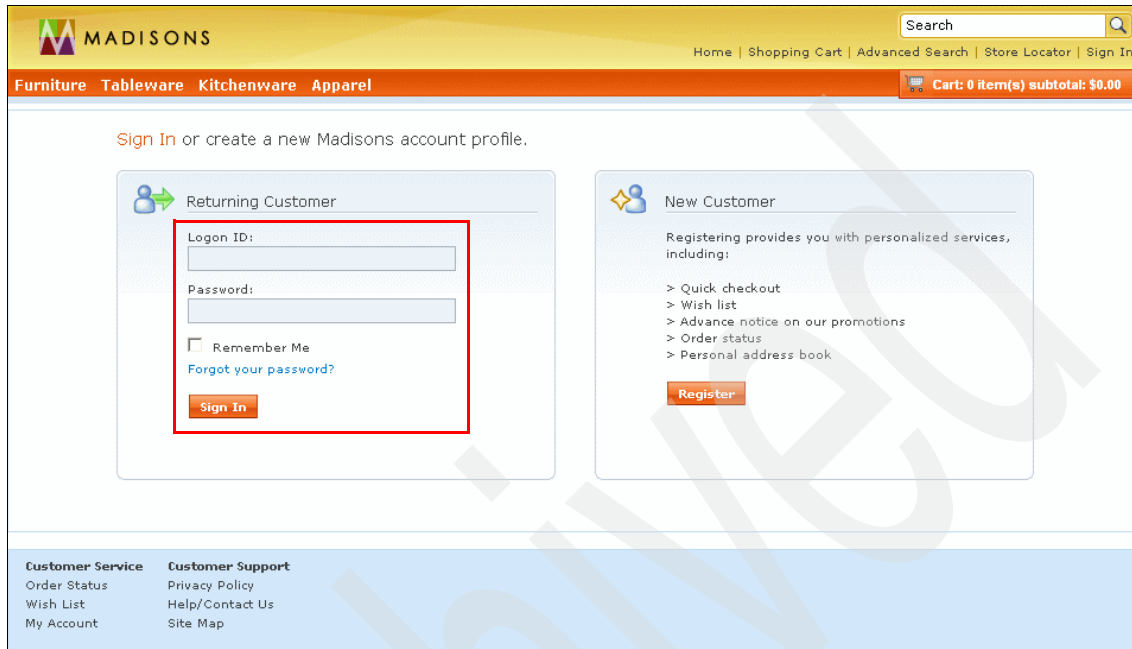 MADISONS
Search
Home | Shopping Cart | Advanced Search | Store Locator | Sign In
Furniture Tableware Kitchenware Apparel
Cart: 0 item(s) subtotal: $0.00
Sign In or create a new Madisons account profile.
Returning Customer
Logon ID:
Password:
Remember Me
Forgot your password?
Sign In
New Customer
Registering provides you with personalized services,
including:
> Quick checkout
> Wish list
> Advance notice on our promotions
> Order status
> Personal address book
Register
Customer Service
Order Status
Wish List
My Account
Customer Support
Privacy Policy
Help/Contact Us
Site Map
hived